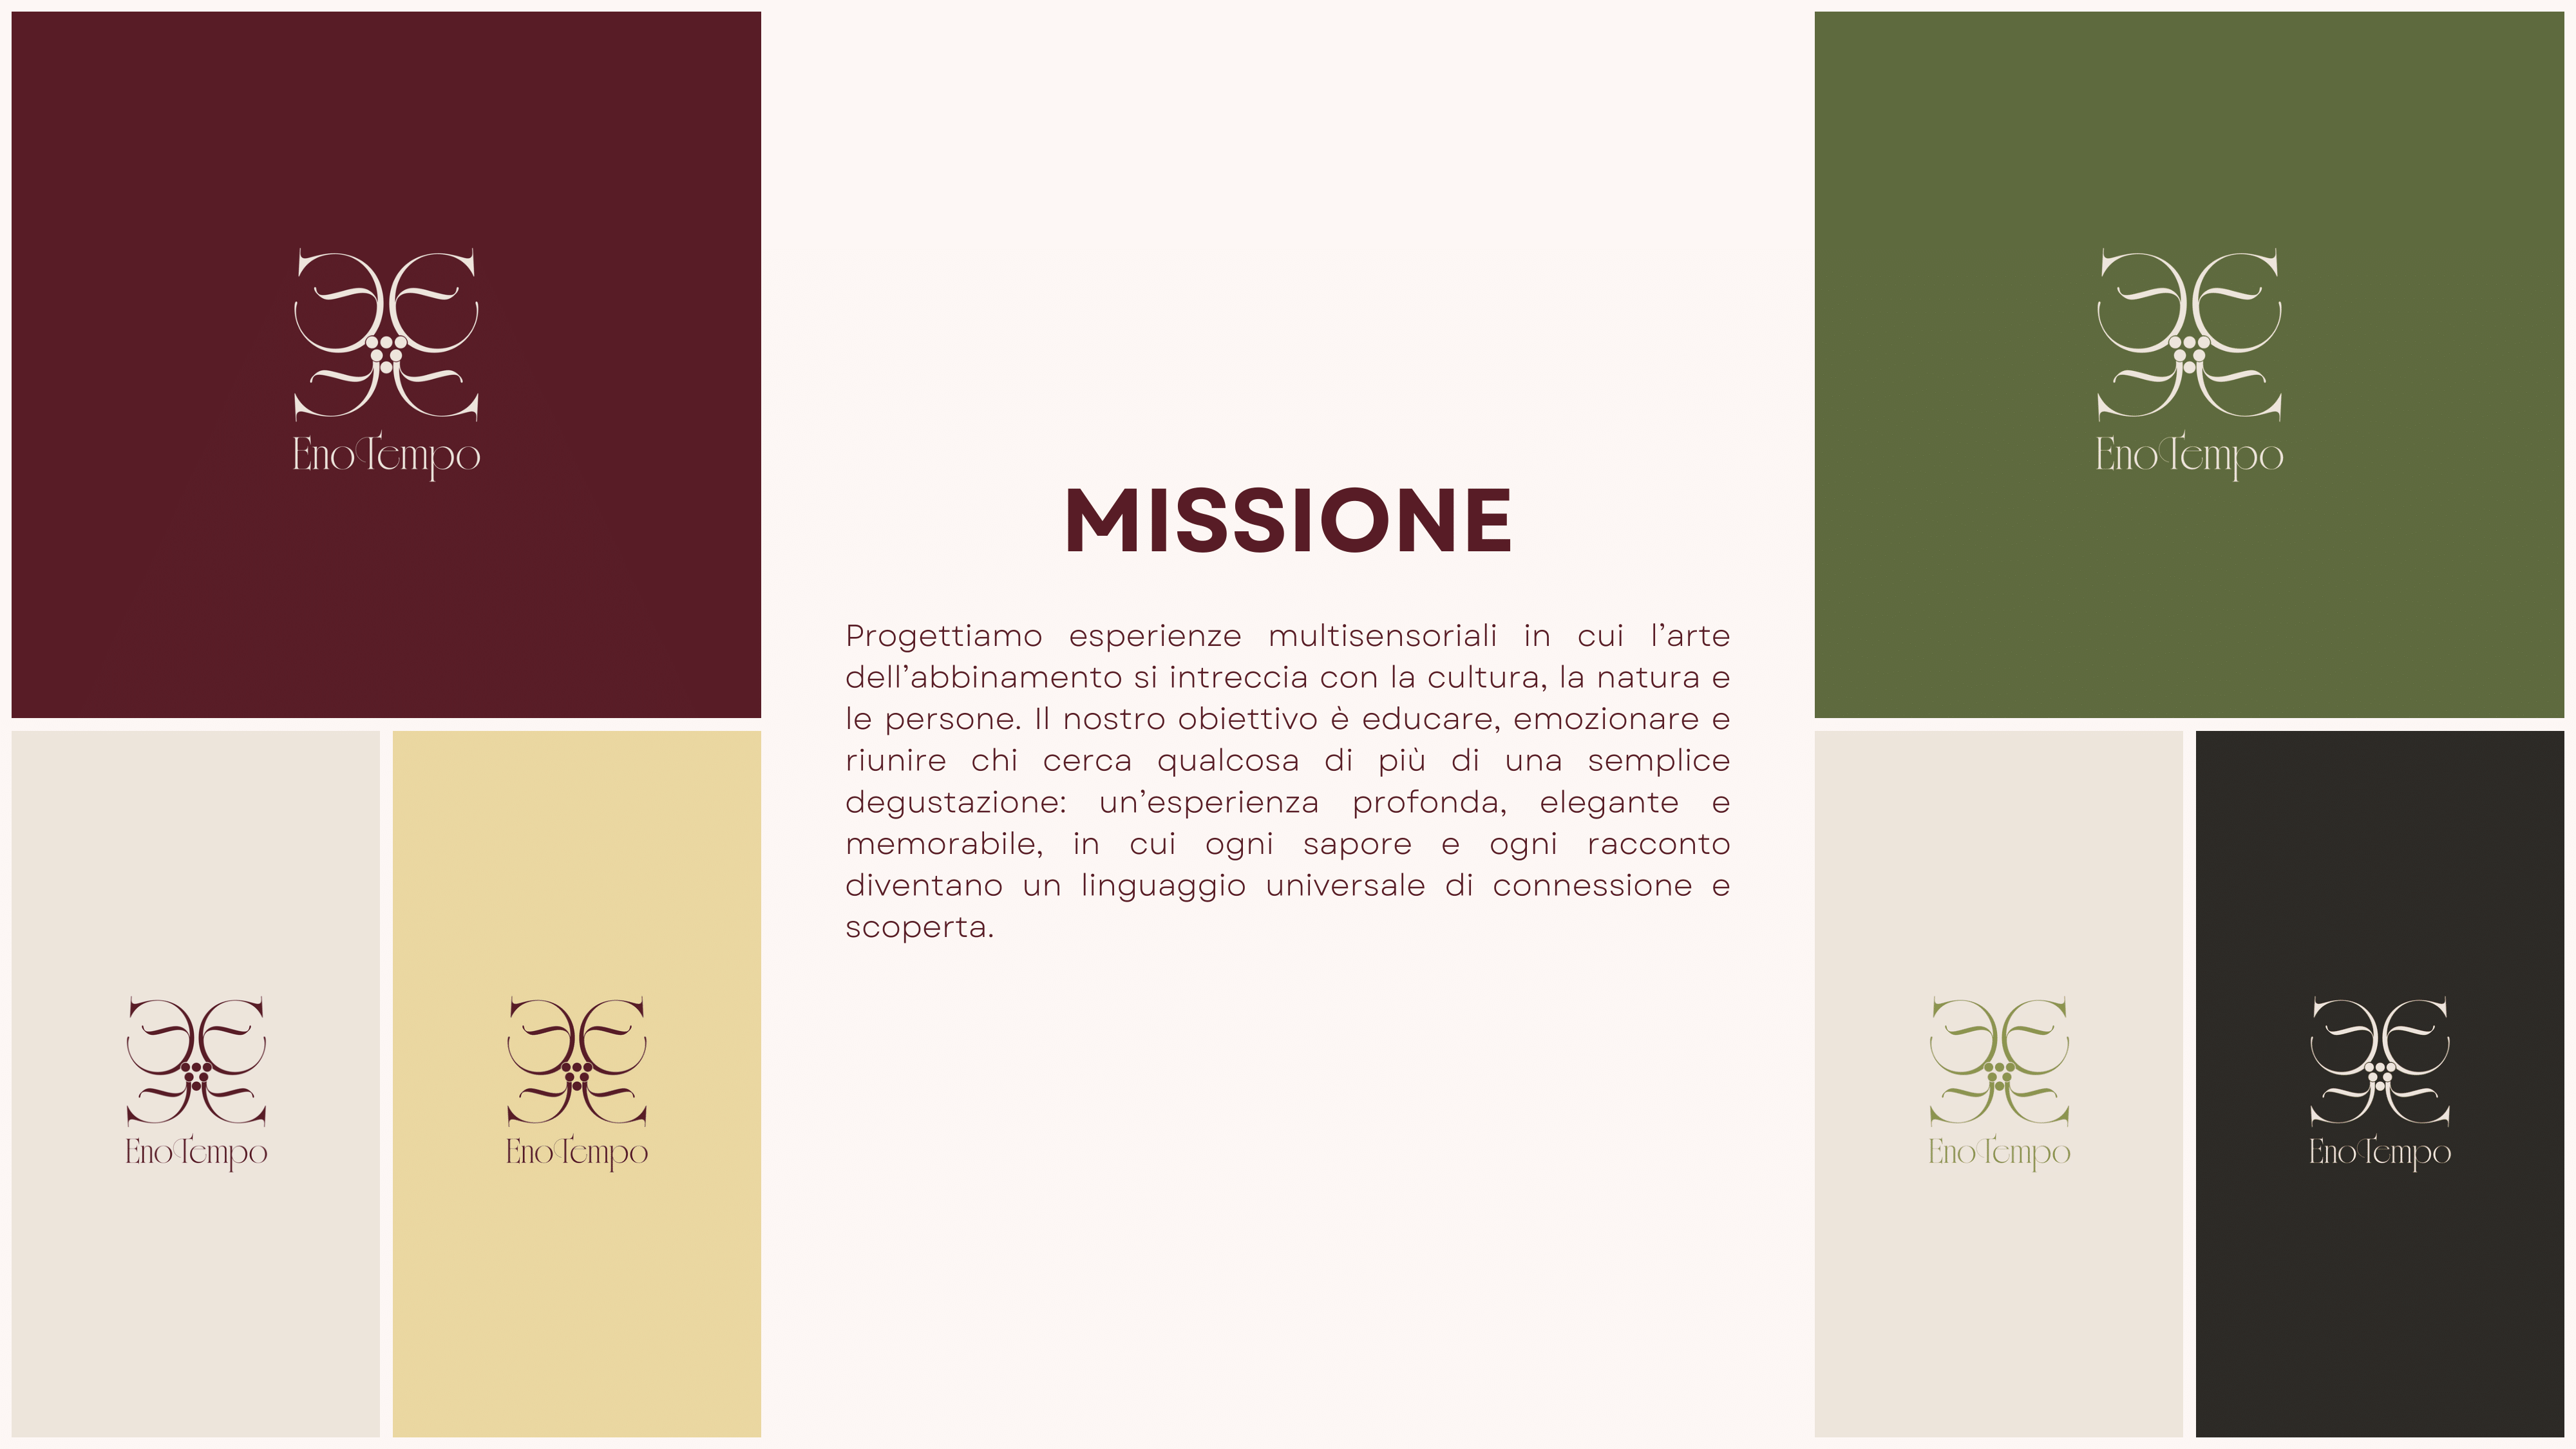 EnoTempo
EnoTempo
EnoTempo
MISSIONE
Progettiamo esperienze multisensoriali in cui l’arte
dell’abbinamento si intreccia con la cultura, la natura e
le persone. Il nostro obiettivo è educare, emozionare e
riunire chi cerca qualcosa di più di una semplice
degustazione: un’esperienza profonda, elegante e
memorabile, in cui ogni sapore e ogni racconto
diventano un linguaggio universale di connessione e
scoperta.
EnoTempo
EnoTempo
EnoTempo